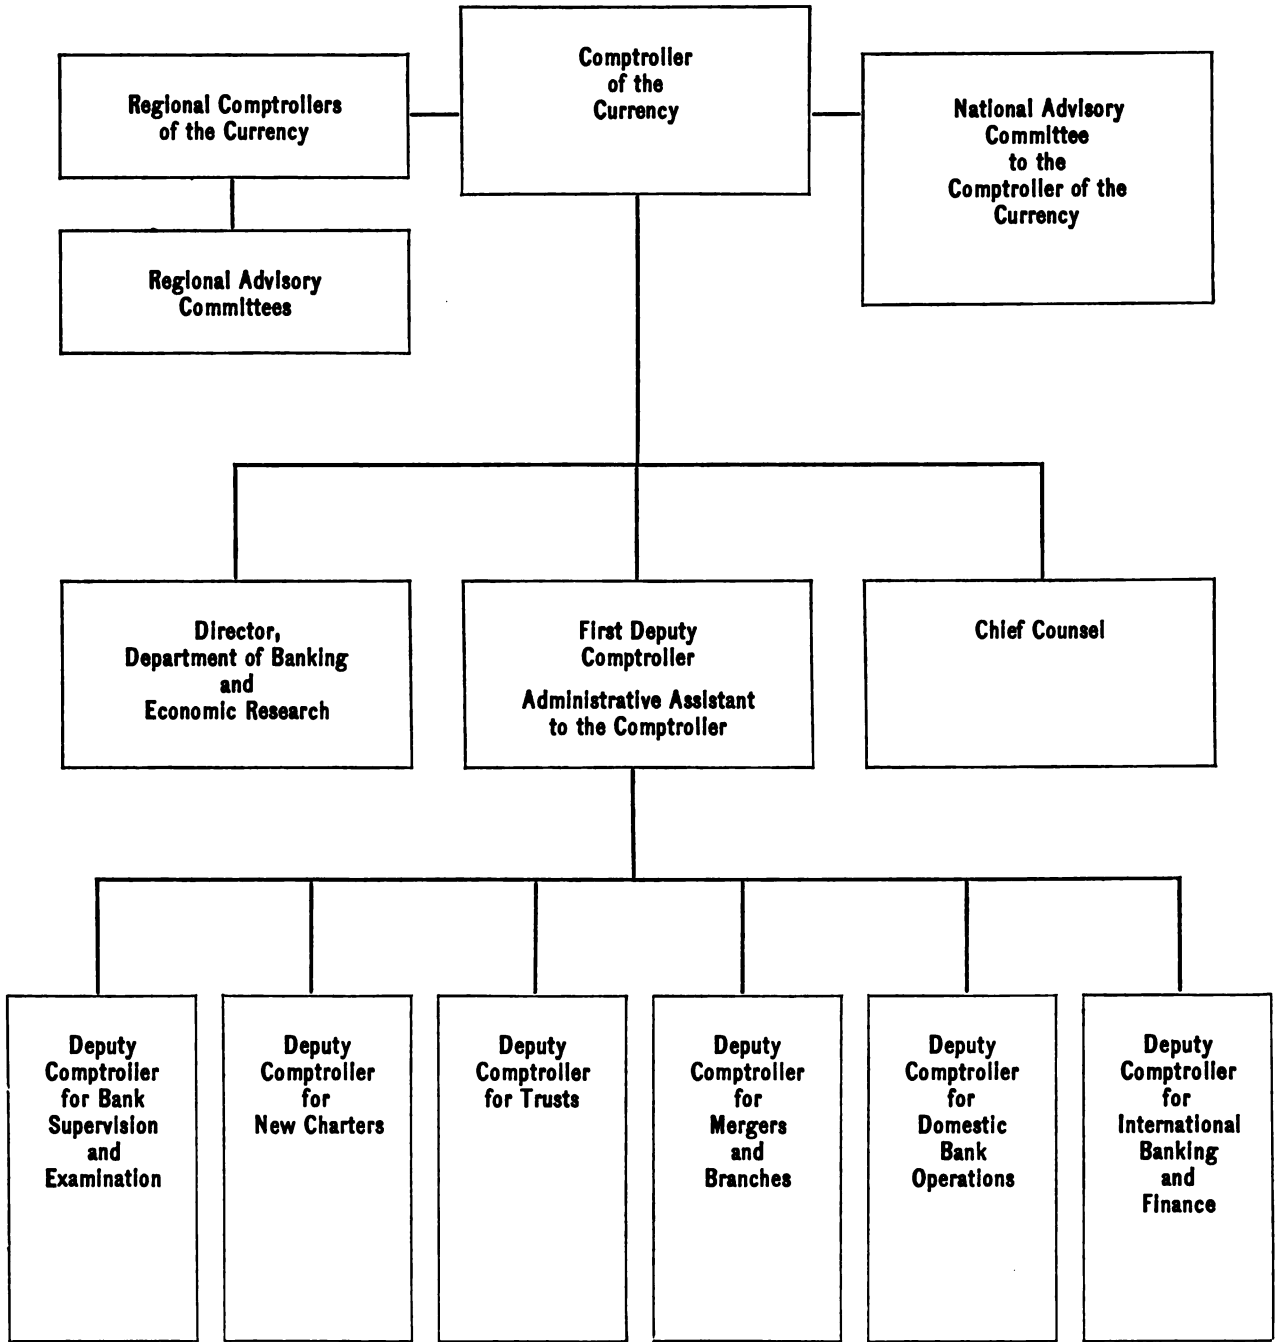 Comptroller
of the
Currency
Regional Comptrollers
of the Currency
National Advisory
Committee
to the
Comptroller of the
Currency
Regional Advisory
Committees
Director,
Department of Banking
and
Economic Research
First Deputy
Comptroller
Administrative Assistant
to the Comptroller
Chief Counsel
Deputy
Comptroller
for Bank
Supervision
and
Examination
Deputy
Comptroller
for
New Charters
Deputy
Comptroller
for Trusts
Deputy
Comptroller
for
Mergers
and
Branches
Deputy
Comptroller
for
Domestic
Bank
Operations
Deputy
Comptroller
for
International
Banking
and
Finance